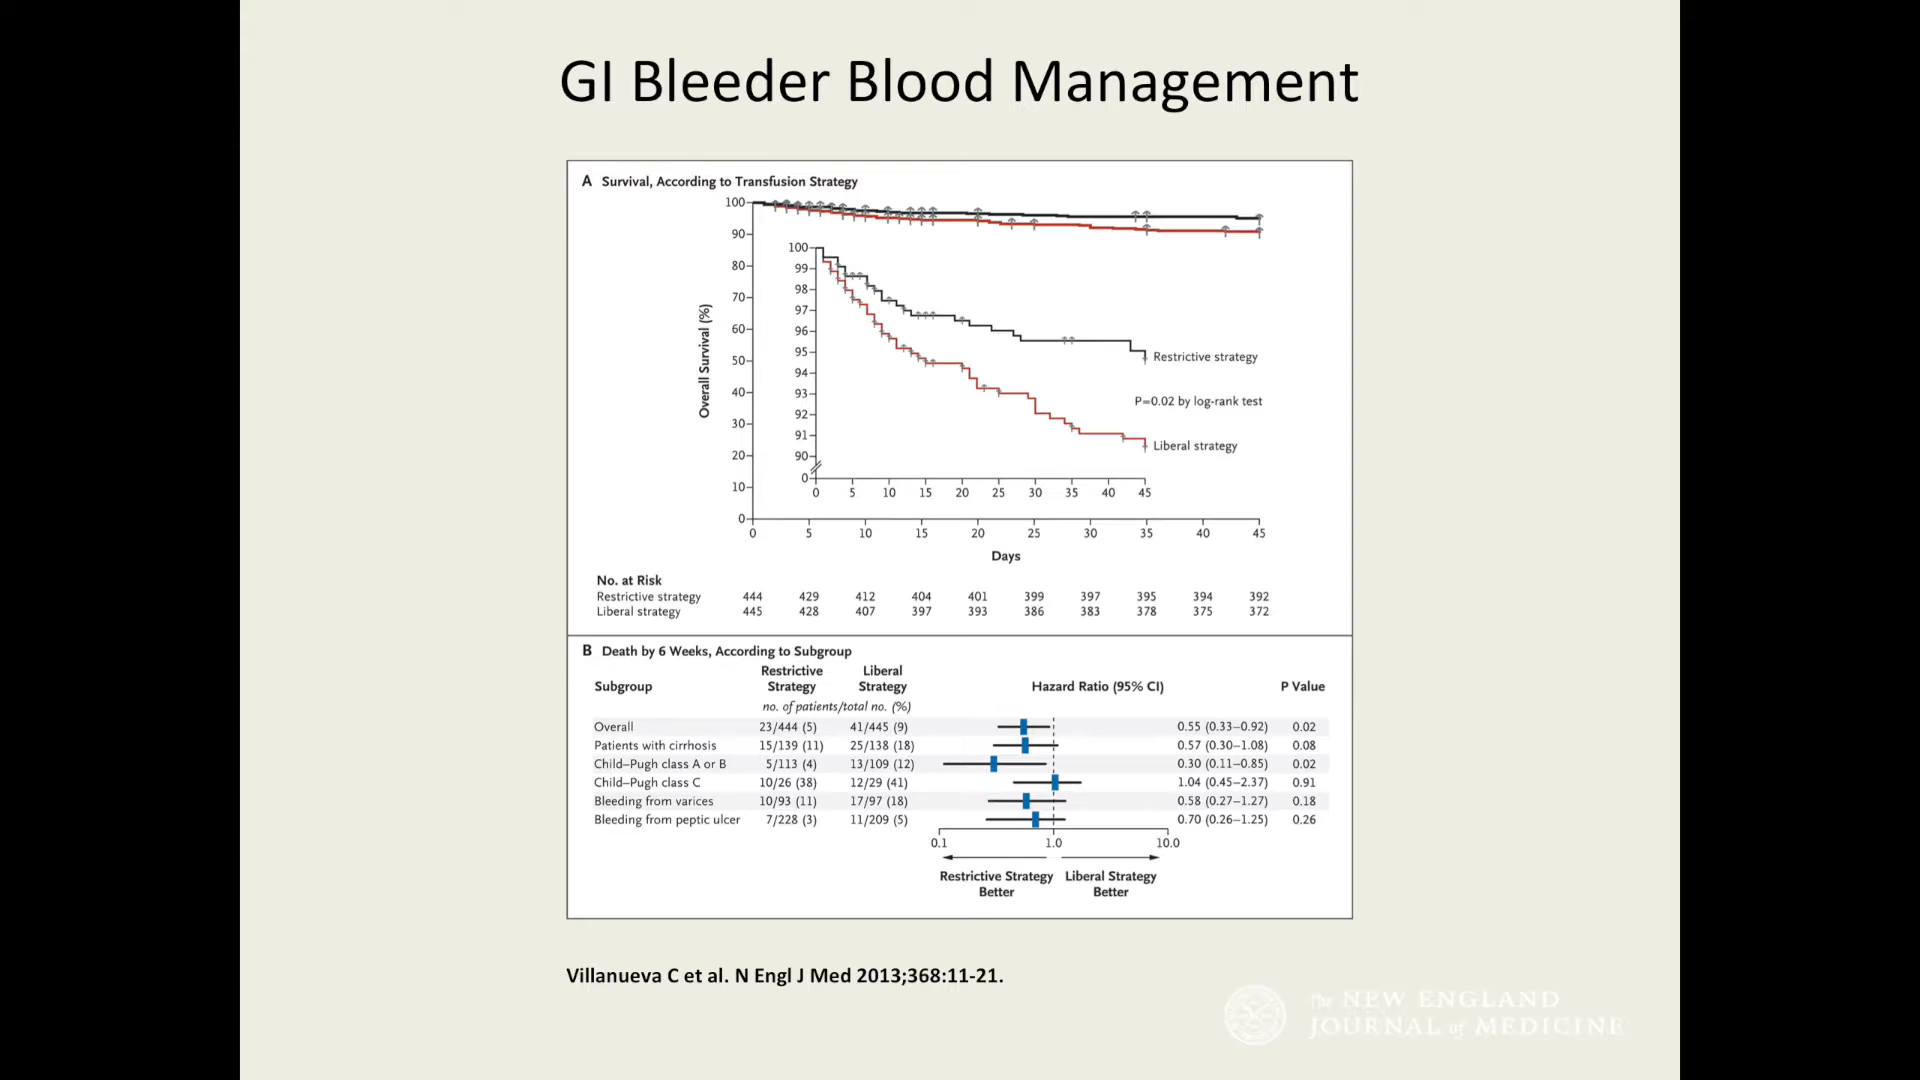 GI Bleeder Blood Management
A Survival, According to Transfusion Strategy
100
90
80
70
60
50
40
30
20
10
0
Overall Survival (%)
100
99
98
97
96
95
94
93
92
91
90
0
Restrictive strategy
P=0.02 by log-rank test
Liberal strategy
0 5 10 15 20 25 30 35 40 45
0 5 10 15 20 25 30 35 40 45
Days
No. at Risk
Restrictive strategy 444 429 412 404 401 399 397 395 394 392
Liberal strategy 445 428 407 397 393 386 383 378 375 372
B Death by 6 Weeks, According to Subgroup
Subgroup Restrictive Strategy Liberal Strategy Hazard Ratio (95% CI) P Value
no. of patients/total no. (%)
Overall 23/444 (5) 41/445 (9) 0.55 (0.33–0.92) 0.02
Patients with cirrhosis 15/139 (11) 25/138 (18) 0.57 (0.30–1.08) 0.08
Child–Pugh class A or B 5/113 (4) 13/109 (12) 0.30 (0.11–0.85) 0.02
Child–Pugh class C 10/26 (38) 12/29 (41) 1.04 (0.45–2.37) 0.91
Bleeding from varices 10/93 (11) 17/97 (18) 0.58 (0.27–1.27) 0.18
Bleeding from peptic ulcer 7/228 (3) 11/209 (5) 0.70 (0.26–1.25) 0.26
0.1 1.0 10.0
Restrictive Strategy Better
Liberal Strategy Better
Villanueva C et al. N Engl J Med 2013;368:11-21.
The NEW ENGLAND
JOURNAL of MEDICINE